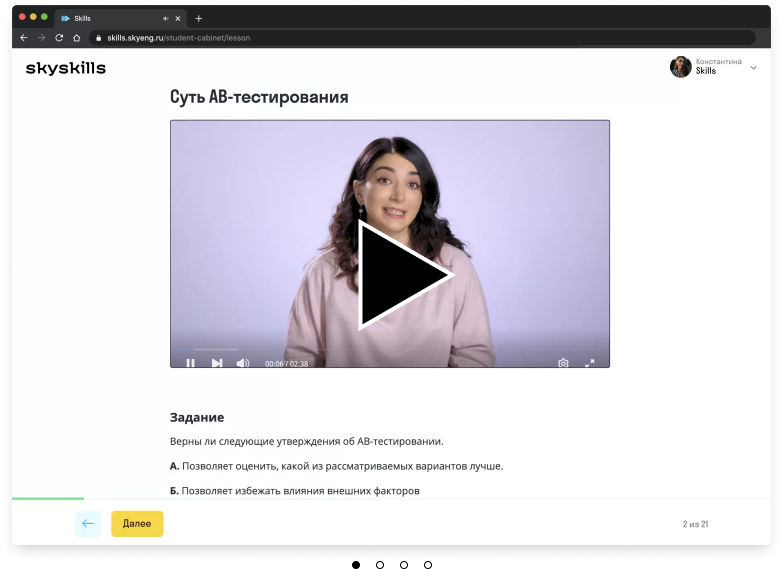 Skills
skills.skyeng.ru/student-cabinet/lesson
skyskills
Константина
Skills
Суть АВ-тестирования
00:06 / 02:38
Задание
Верны ли следующие утверждения об АВ-тестировании.
А. Позволяет оценить, какой из рассматриваемых вариантов лучше.
Б. Позволяет избежать влияния внешних факторов
Далее
2 из 21